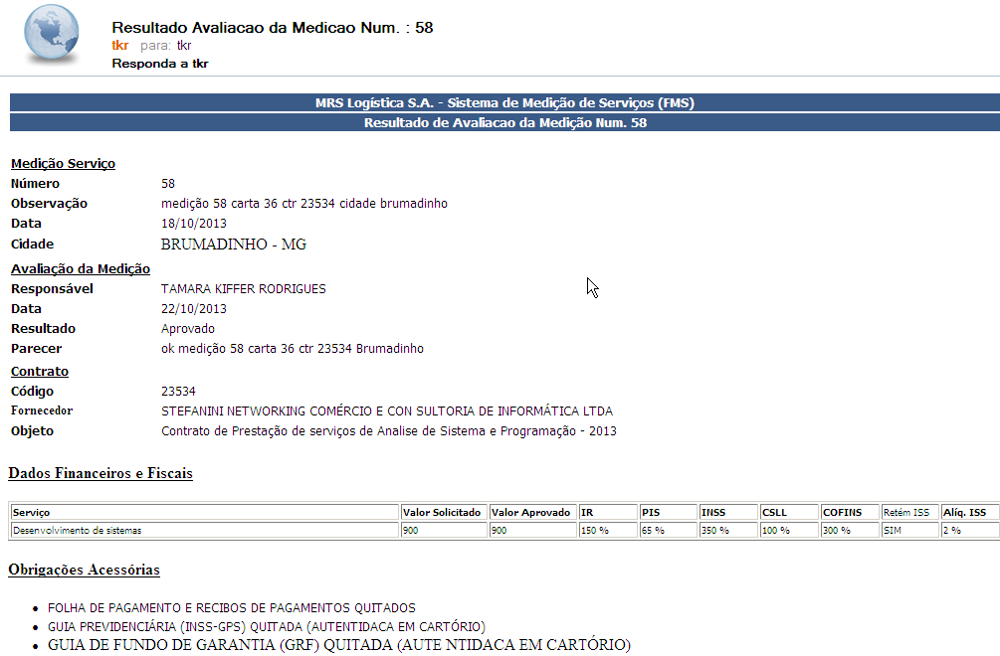 Resultado Avaliacao da Medicao Num. : 58
tkr para: tkr
Responda a tkr
MRS Logística S.A. - Sistema de Medição de Serviços (FMS)
Resultado de Avaliacao da Medição Num. 58
Medição Serviço
Número 58
Observação medição 58 carta 36 ctr 23534 cidade brumadinho
Data 18/10/2013
Cidade BRUMADINHO - MG
Avaliação da Medição
Responsável TAMARA KIFFER RODRIGUES
Data 22/10/2013
Resultado Aprovado
Parecer ok medição 58 carta 36 ctr 23534 Brumadinho
Contrato
Código 23534
Fornecedor STEFANINI NETWORKING COMÉRCIO E CON SULTORIA DE INFORMÁTICA LTDA
Objeto Contrato de Prestação de serviços de Analise de Sistema e Programação - 2013
Dados Financeiros e Fiscais
Serviço Valor Solicitado Valor Aprovado IR PIS INSS CSLL COFINS Retém ISS Alíq. ISS
Desenvolvimento de sistemas 900 900 150 % 65 % 350 % 100 % 300 % SIM 2 %
Obrigações Acessórias
• FOLHA DE PAGAMENTO E RECIBOS DE PAGAMENTOS QUITADOS
• GUIA PREVIDENCIÁRIA (INSS-GPS) QUITADA (AUTENTIDACA EM CARTÓRIO)
• GUIA DE FUNDO DE GARANTIA (GRF) QUITADA (AUTE NTIDACA EM CARTÓRIO)